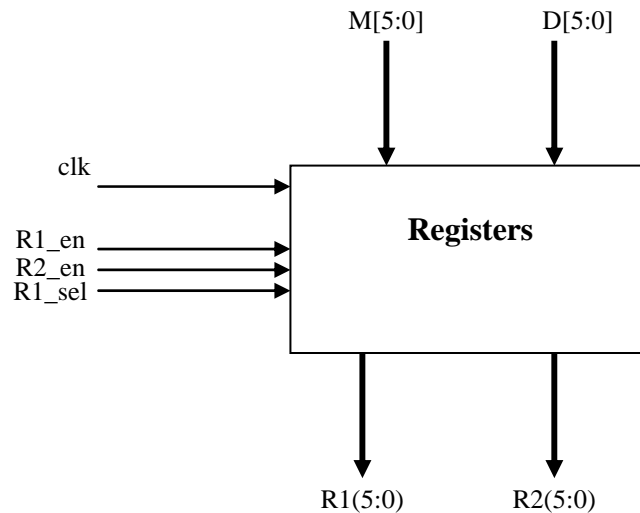 M[5:0] D[5:0]
clk
Registers
R1_en
R2_en
R1_sel
R1(5:0) R2(5:0)